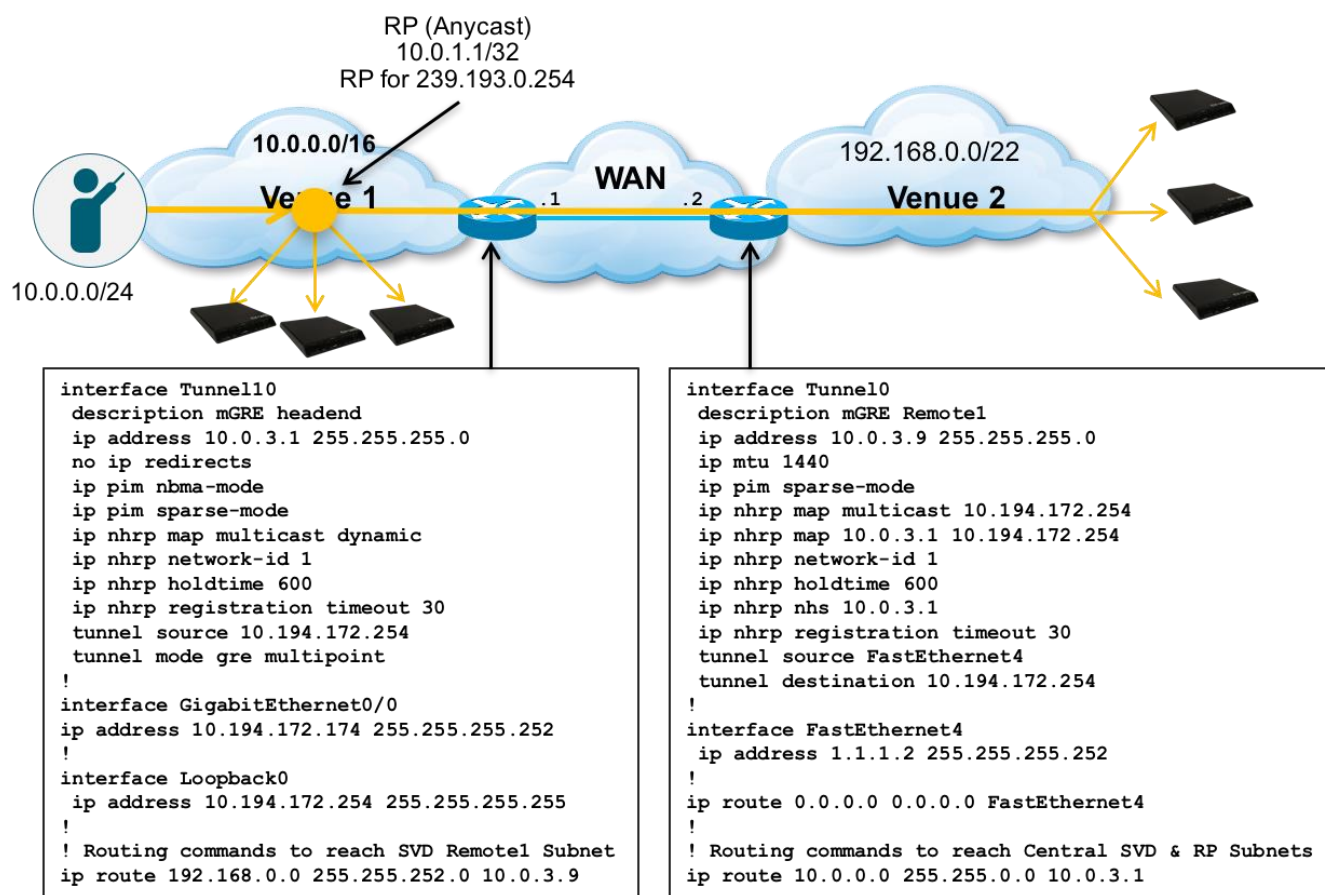 RP (Anycast)
10.0.1.1/32
RP for 239.193.0.254
10.0.0.0/16
Venue 1
WAN
.1
.2
192.168.0.0/22
Venue 2
10.0.0.0/24
interface Tunnel10
description mGRE headend
ip address 10.0.3.1 255.255.255.0
no ip redirects
ip pim nbma-mode
ip pim sparse-mode
ip nhrp map multicast dynamic
ip nhrp network-id 1
ip nhrp holdtime 600
ip nhrp registration timeout 30
tunnel source 10.194.172.254
tunnel mode gre multipoint
!
interface GigabitEthernet0/0
ip address 10.194.172.174 255.255.255.252
!
interface Loopback0
ip address 10.194.172.254 255.255.255.255
!
! Routing commands to reach SVD Remote1 Subnet
ip route 192.168.0.0 255.255.252.0 10.0.3.9
interface Tunnel0
description mGRE Remote1
ip address 10.0.3.9 255.255.255.0
ip mtu 1440
ip pim sparse-mode
ip nhrp map multicast 10.194.172.254
ip nhrp map 10.0.3.1 10.194.172.254
ip nhrp network-id 1
ip nhrp holdtime 600
ip nhrp nhs 10.0.3.1
ip nhrp registration timeout 30
tunnel source FastEthernet4
tunnel destination 10.194.172.254
!
interface FastEthernet4
ip address 1.1.1.2 255.255.255.252
!
ip route 0.0.0.0 0.0.0.0 FastEthernet4
!
! Routing commands to reach Central SVD & RP Subnets
ip route 10.0.0.0 255.255.0.0 10.0.3.1